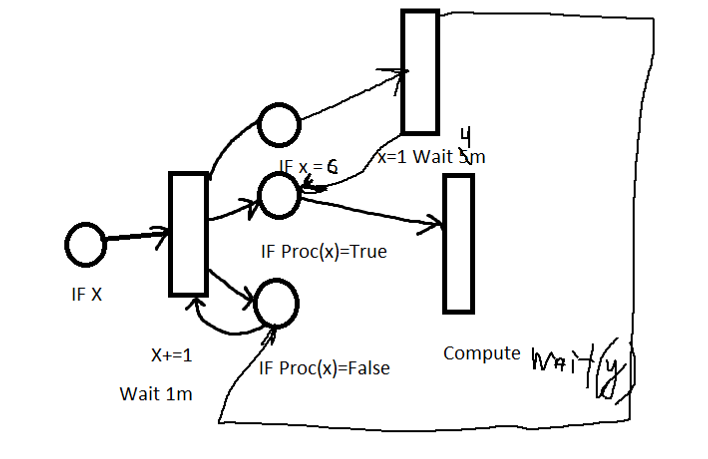 IF x = 6
x=1 Wait 4m
IF Proc(x)=True
IF X
X+=1
Wait 1m
IF Proc(x)=False
Compute Wait(y)